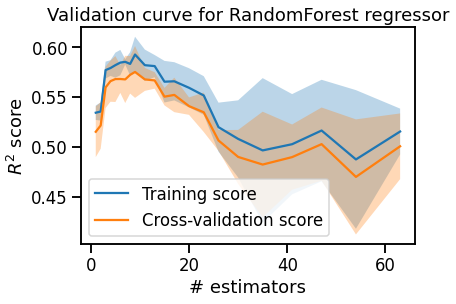 Validation curve for RandomForest regressor
0.60
0.55
0.50
0.45
R² score
Training score
Cross-validation score
0
20
40
60
# estimators